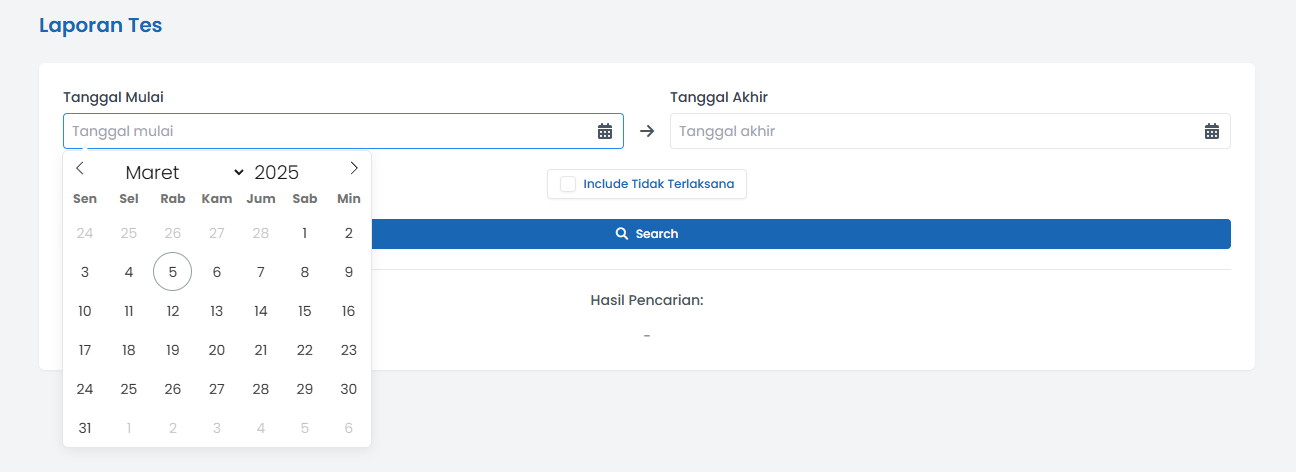 Laporan Tes
Tanggal Mulai
Tanggal mulai
Tanggal Akhir
Tanggal akhir
Maret 2025
Sen Sel Rab Kam Jum Sab Min
24 25 26 27 28 1 2
3 4 5 6 7 8 9
10 11 12 13 14 15 16
17 18 19 20 21 22 23
24 25 26 27 28 29 30
31 1 2 3 4 5 6
Include Tidak Terlaksana
Search
Hasil Pencarian:
-